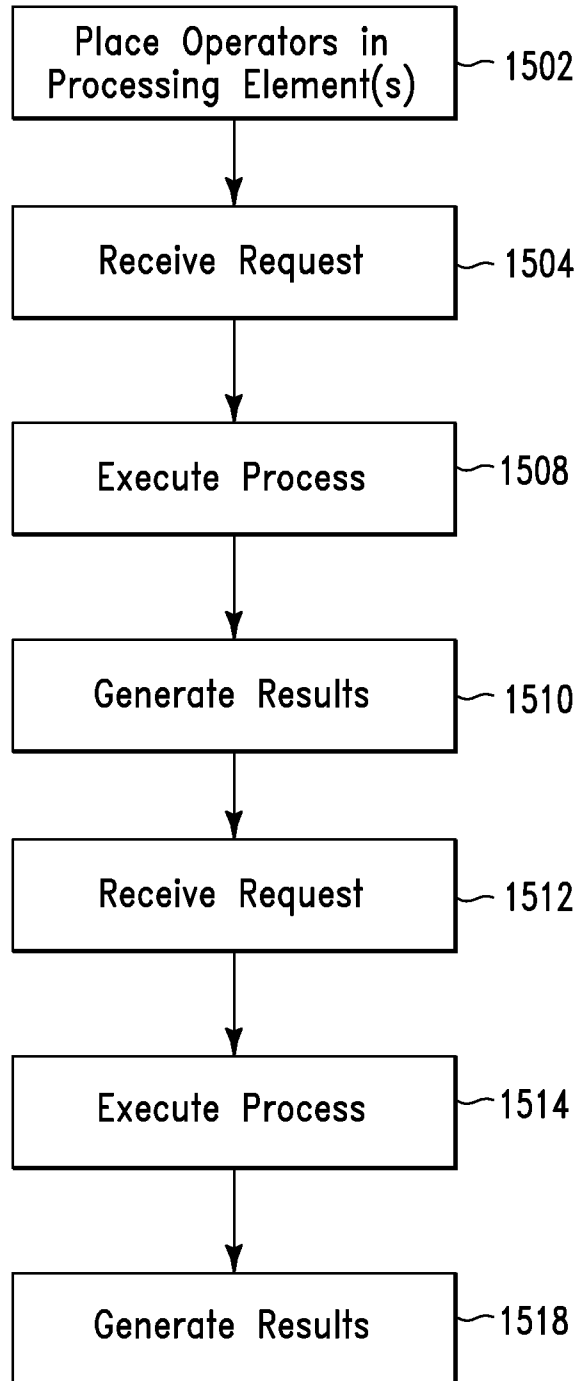 Place Operators in
Processing Element(s)
1502
Receive Request
1504
Execute Process
1508
Generate Results
1510
Receive Request
1512
Execute Process
1514
Generate Results
1518